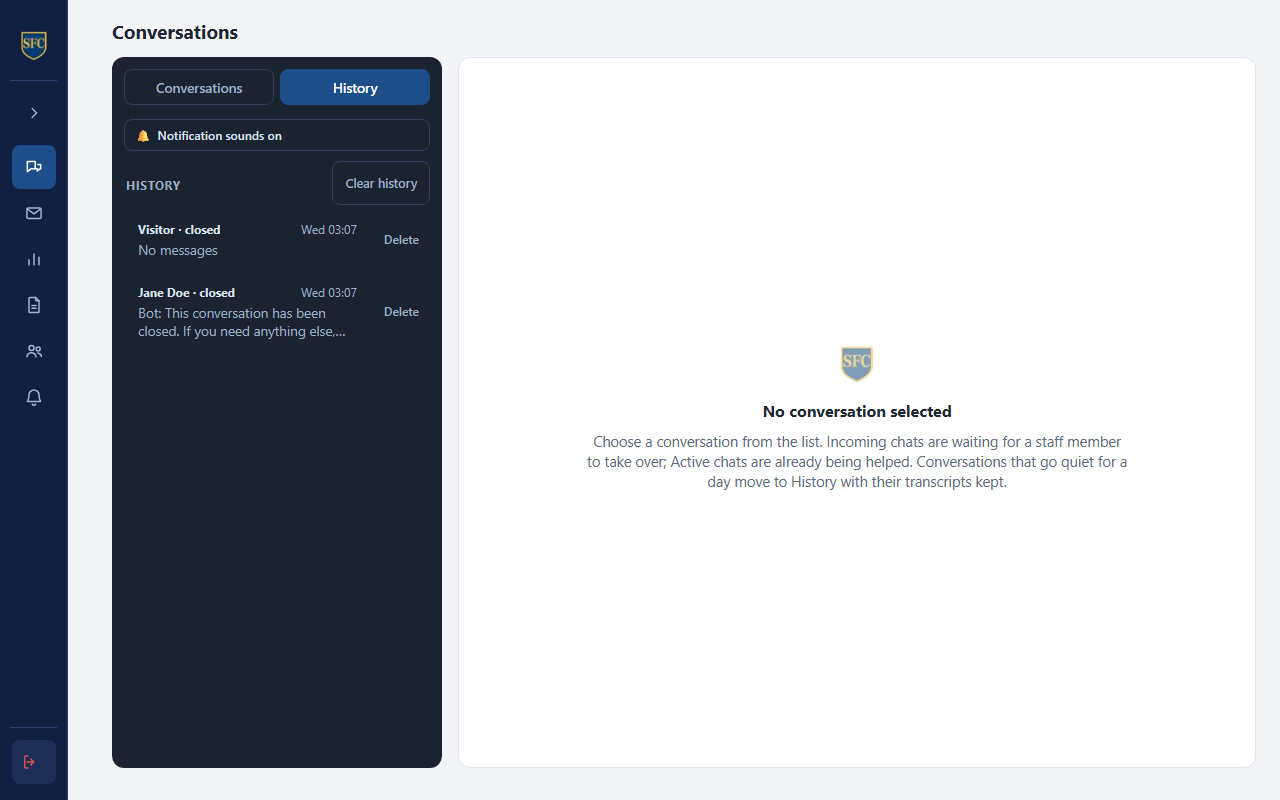 SFC
Conversations
Conversations
History
Notification sounds on
HISTORY
Clear history
Visitor · closed
Wed 03:07
No messages
Delete
Jane Doe · closed
Wed 03:07
Bot: This conversation has been
closed. If you need anything else,...
Delete
SFC
No conversation selected
Choose a conversation from the list. Incoming chats are waiting for a staff member
to take over; Active chats are already being helped. Conversations that go quiet for a
day move to History with their transcripts kept.